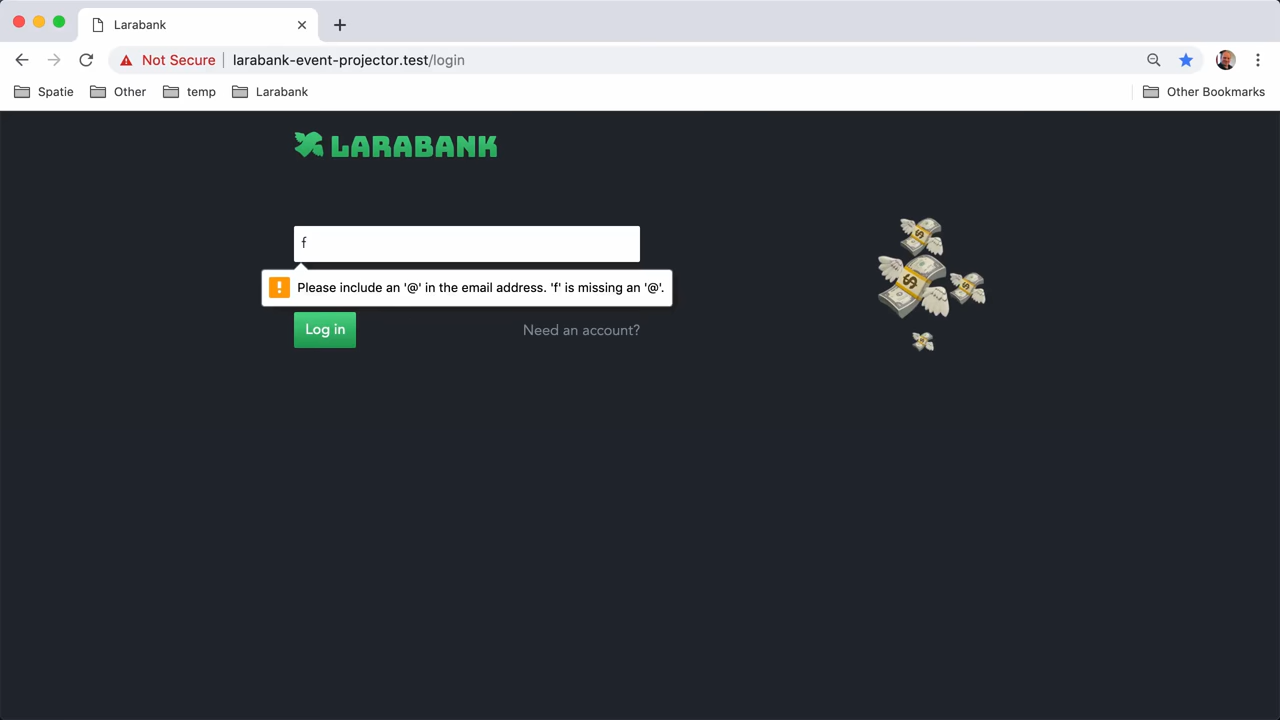 Larabank
Not Secure larabank-event-projector.test/login
Spatie Other temp Larabank Other Bookmarks
LARABANK
f
Please include an '@' in the email address. 'f' is missing an '@'.
Log in Need an account?